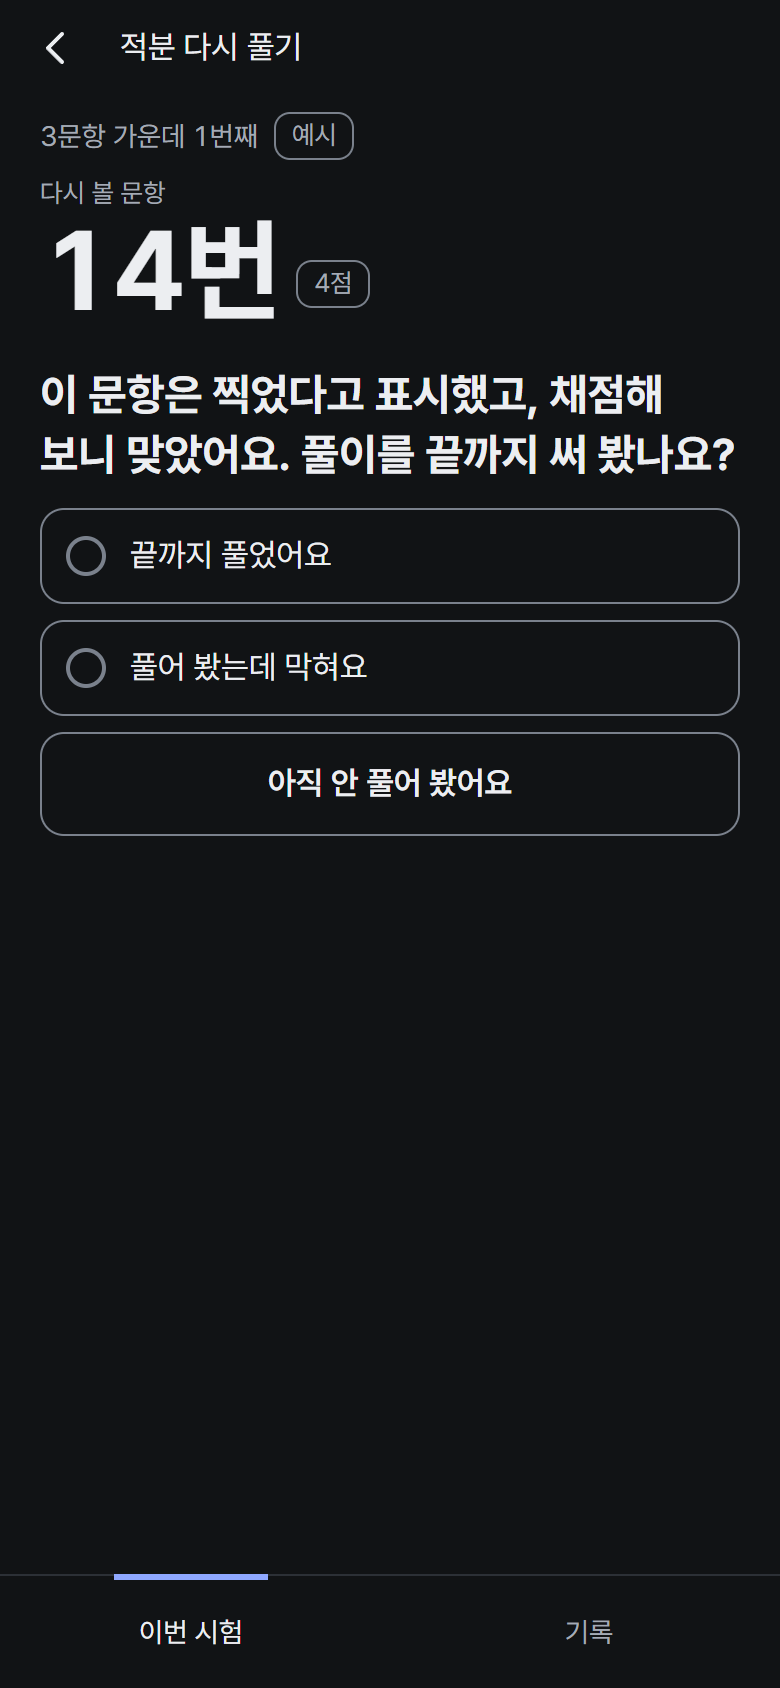 적분 다시 풀기
3문항 가운데 1번째 예시
다시 볼 문항
14번 4점
이 문항은 찍었다고 표시했고, 채점해
보니 맞았어요. 풀이를 끝까지 써 봤나요?
끝까지 풀었어요
풀어 봤는데 막혀요
아직 안 풀어 봤어요
이번 시험 기록